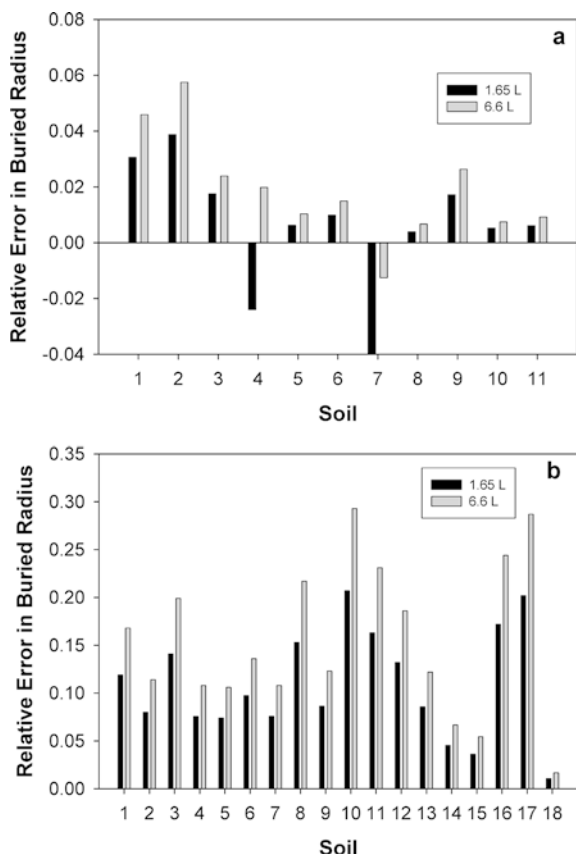 a
Relative Error in Buried Radius
0.08
0.06
0.04
0.02
0.00
-0.02
-0.04
1.65 L
6.6 L
1 2 3 4 5 6 7 8 9 10 11
Soil
b
Relative Error in Buried Radius
0.35
0.30
0.25
0.20
0.15
0.10
0.05
0.00
1.65 L
6.6 L
1 2 3 4 5 6 7 8 9 10 11 12 13 14 15 16 17 18
Soil